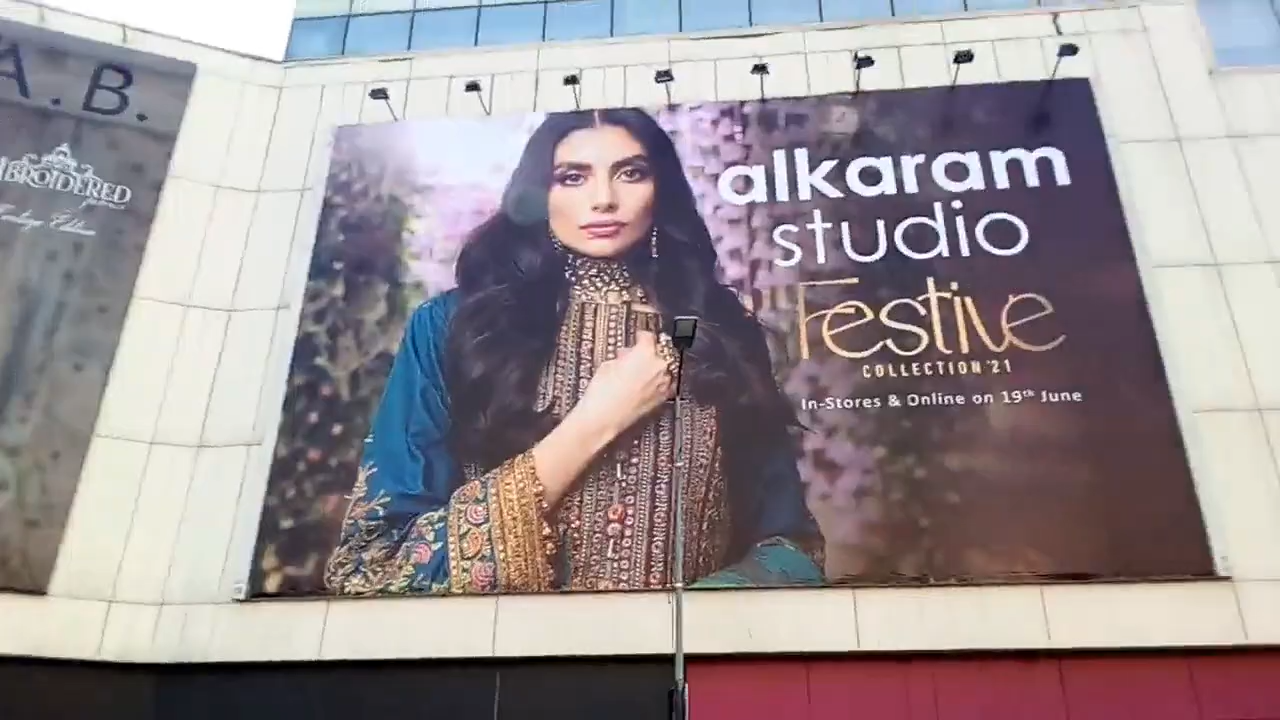 A.B.
EMBROIDERED
alkaram
studio
Festive
COLLECTION '21
In-Stores & Online on 19th June